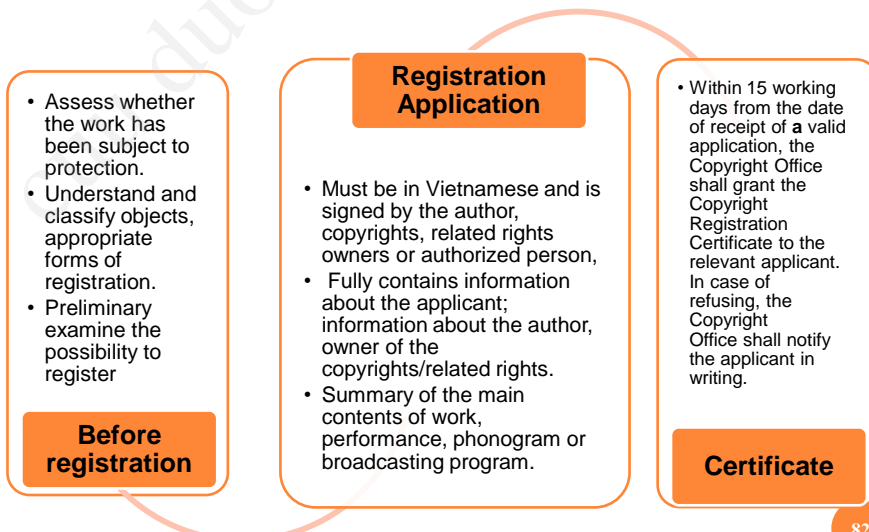 • Assess whether
the work has
been subject to
protection.
• Understand and
classify objects,
appropriate
forms of
registration.
• Preliminary
examine the
possibility to
register
Before
registration
Registration
Application
• Must be in Vietnamese and is
signed by the author,
copyrights, related rights
owners or authorized person,
• Fully contains information
about the applicant;
information about the author,
owner of the
copyrights/related rights.
• Summary of the main
contents of work,
performance, phonogram or
broadcasting program.
• Within 15 working
days from the date
of receipt of a valid
application, the
Copyright Office
shall grant the
Copyright
Registration
Certificate to the
relevant applicant.
In case of
refusing, the
Copyright
Office shall notify
the applicant in
writing.
Certificate
82